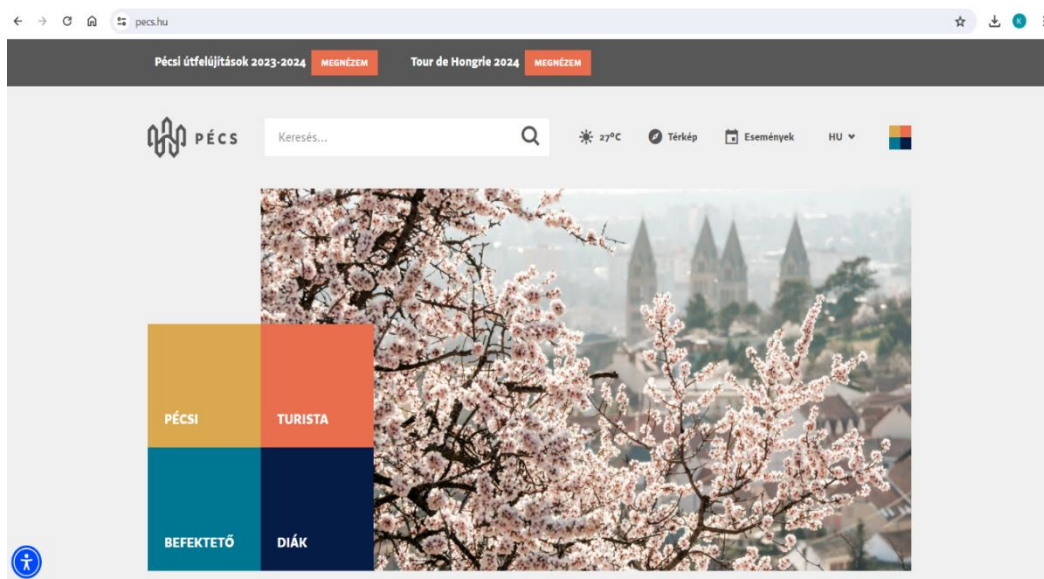 pecs.hu
K
Pécsi útfelújítások 2023-2024 MEGNÉZEM Tour de Hongrie 2024 MEGNÉZEM
PÉCS Keresés... 27°C Térkép Események HU
PÉCSI TURISTA
BEFEKTETŐ DIÁK